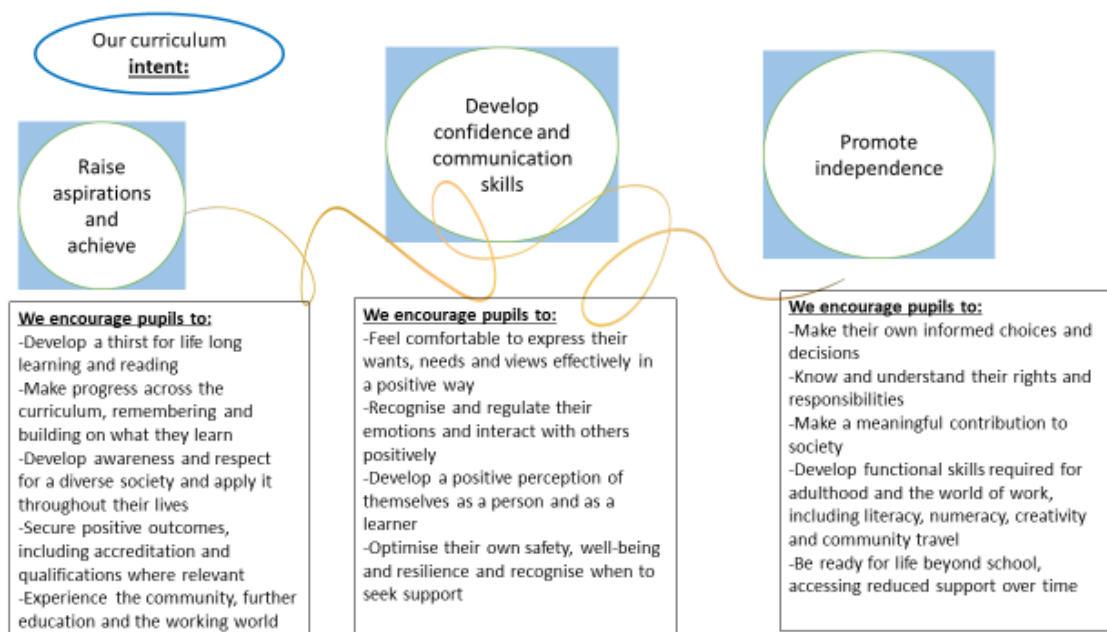 Our curriculum
intent:
Raise
aspirations
and
achieve
Develop
confidence and
communication
skills
Promote
independence
We encourage pupils to:
-Develop a thirst for life long
learning and reading
-Make progress across the
curriculum, remembering and
building on what they learn
-Develop awareness and respect
for a diverse society and apply it
throughout their lives
-Secure positive outcomes,
including accreditation and
qualifications where relevant
-Experience the community, further
education and the working world
We encourage pupils to:
-Feel comfortable to express their
wants, needs and views effectively in
a positive way
-Recognise and regulate their
emotions and interact with others
positively
-Develop a positive perception of
themselves as a person and as a
learner
-Optimise their own safety, well-being
and resilience and recognise when to
seek support
We encourage pupils to:
-Make their own informed choices and
decisions
-Know and understand their rights and
responsibilities
-Make a meaningful contribution to
society
-Develop functional skills required for
adulthood and the world of work,
including literacy, numeracy, creativity
and community travel
-Be ready for life beyond school,
accessing reduced support over time